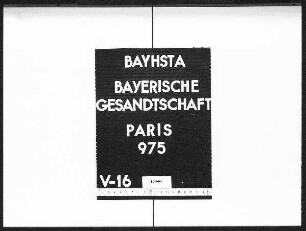 BAYHSTA
BAYERISCHE
GESANDTSCHAFT
PARIS
975
V-16